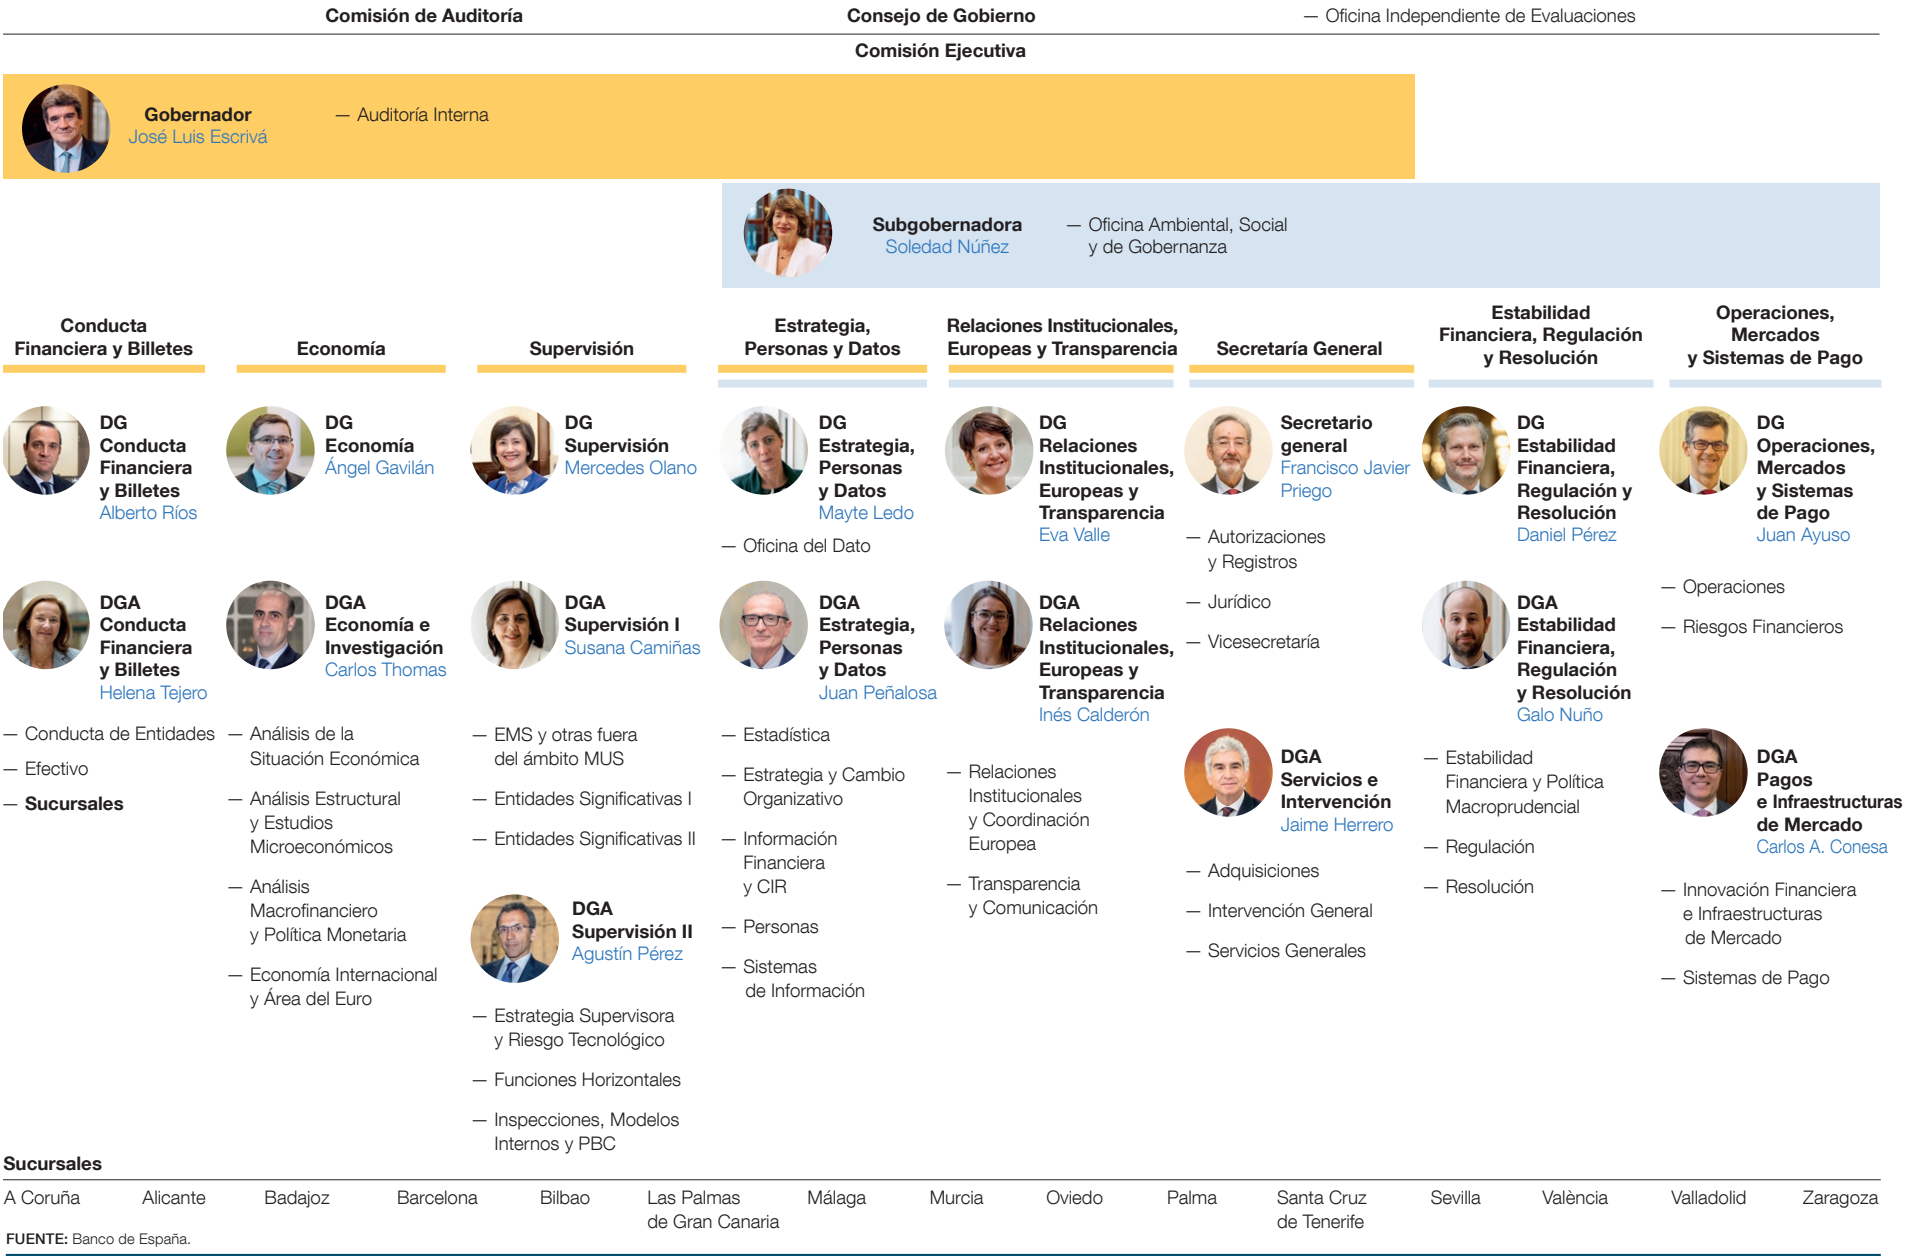 Comisión de Auditoría
Consejo de Gobierno
— Oficina Independiente de Evaluaciones
Comisión Ejecutiva
Gobernador
José Luis Escrivá
— Auditoría Interna
Subgobernadora
Soledad Núñez
— Oficina Ambiental, Social
y de Gobernanza
Conducta
Financiera y Billetes
Economía
Supervisión
Estrategia,
Personas y Datos
Relaciones Institucionales,
Europeas y Transparencia
Secretaría General
Estabilidad
Financiera, Regulación
y Resolución
Operaciones,
Mercados
y Sistemas de Pago
DG
Conducta
Financiera
y Billetes
Alberto Ríos
DGA
Conducta
Financiera
y Billetes
Helena Tejero
— Conducta de Entidades
— Efectivo
— Sucursales
DG
Economía
Ángel Gavilán
DGA
Economía e
Investigación
Carlos Thomas
— Análisis de la
Situación Económica
— Análisis Estructural
y Estudios
Microeconómicos
— Análisis
Macrofinanciero
y Política Monetaria
— Economía Internacional
y Área del Euro
DG
Supervisión
Mercedes Olano
DGA
Supervisión I
Susana Camiñas
— EMS y otras fuera
del ámbito MUS
— Entidades Significativas I
— Entidades Significativas II
DGA
Supervisión II
Agustín Pérez
— Estrategia Supervisora
y Riesgo Tecnológico
— Funciones Horizontales
— Inspecciones, Modelos
Internos y PBC
DG
Estrategia,
Personas
y Datos
Mayte Ledo
— Oficina del Dato
DGA
Estrategia,
Personas
y Datos
Juan Peñalosa
— Estadística
— Estrategia y Cambio
Organizativo
— Información
Financiera
y CIR
— Personas
— Sistemas
de Información
DG
Relaciones
Institucionales,
Europeas y
Transparencia
Eva Valle
DGA
Relaciones
Institucionales,
Europeas y
Transparencia
Inés Calderón
— Relaciones
Institucionales
y Coordinación
Europea
— Transparencia
y Comunicación
Secretario
general
Francisco Javier
Priego
— Autorizaciones
y Registros
— Jurídico
— Vicesecretaría
DGA
Servicios e
Intervención
Jaime Herrero
— Adquisiciones
— Intervención General
— Servicios Generales
DG
Estabilidad
Financiera,
Regulación y
Resolución
Daniel Pérez
DGA
Estabilidad
Financiera,
Regulación
y Resolución
Galo Nuño
— Estabilidad
Financiera y Política
Macroprudencial
— Regulación
— Resolución
DG
Operaciones,
Mercados
y Sistemas
de Pago
Juan Ayuso
— Operaciones
— Riesgos Financieros
DGA
Pagos
e Infraestructuras
de Mercado
Carlos A. Conesa
— Innovación Financiera
e Infraestructuras
de Mercado
— Sistemas de Pago
Sucursales
A Coruña
Alicante
Badajoz
Barcelona
Bilbao
Las Palmas
de Gran Canaria
Málaga
Murcia
Oviedo
Palma
Santa Cruz
de Tenerife
Sevilla
València
Valladolid
Zaragoza
FUENTE: Banco de España.